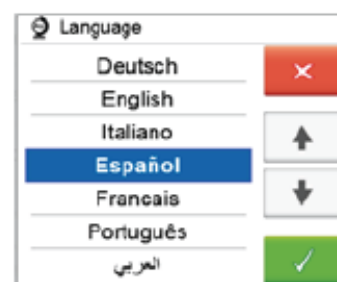 Language
Deutsch
English
Italiano
Español
Francais
Português
العربي